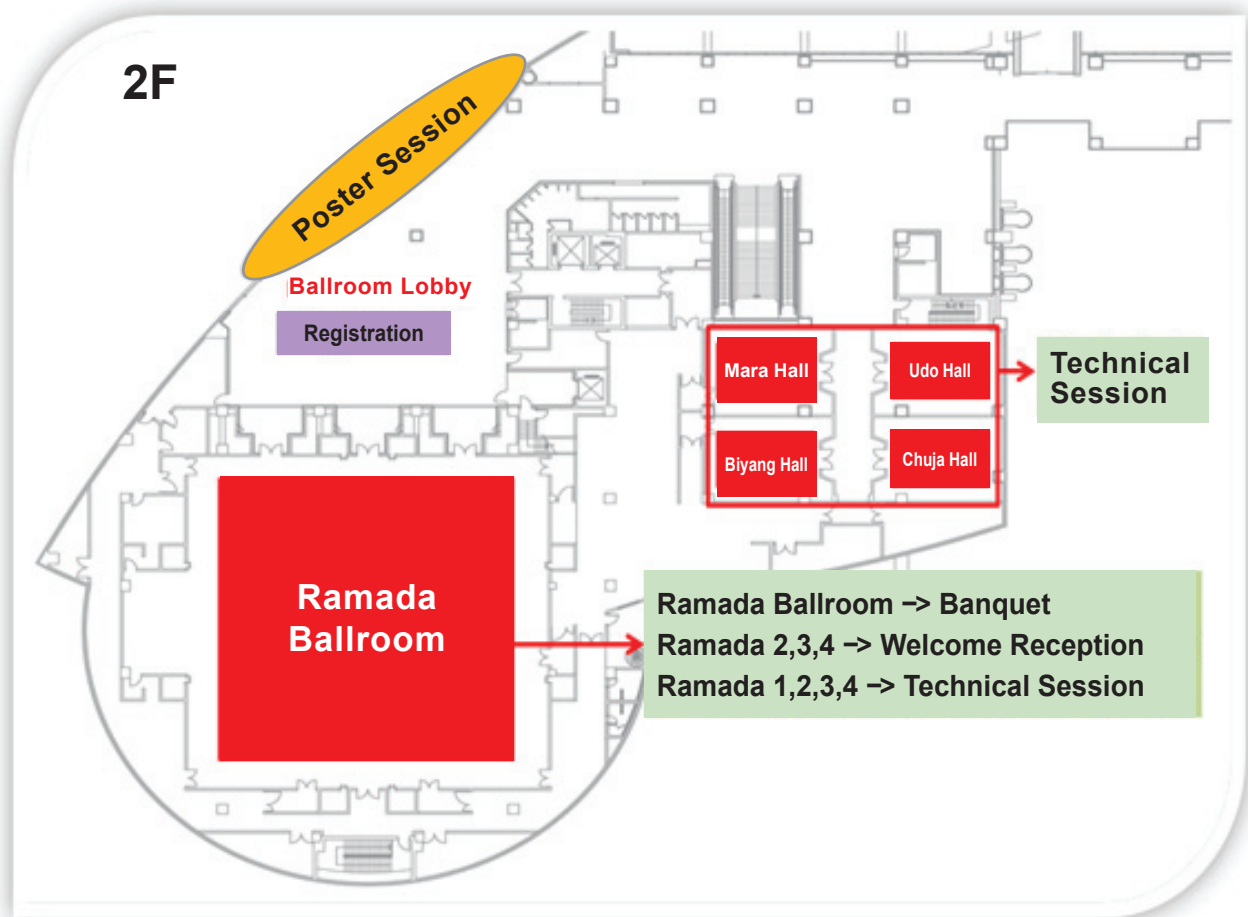 2F
Poster Session
Ballroom Lobby
Registration
Mara Hall
Udo Hall
Technical
Session
Biyang Hall
Chuja Hall
Ramada
Ballroom
Ramada Ballroom –> Banquet
Ramada 2,3,4 –> Welcome Reception
Ramada 1,2,3,4 –> Technical Session